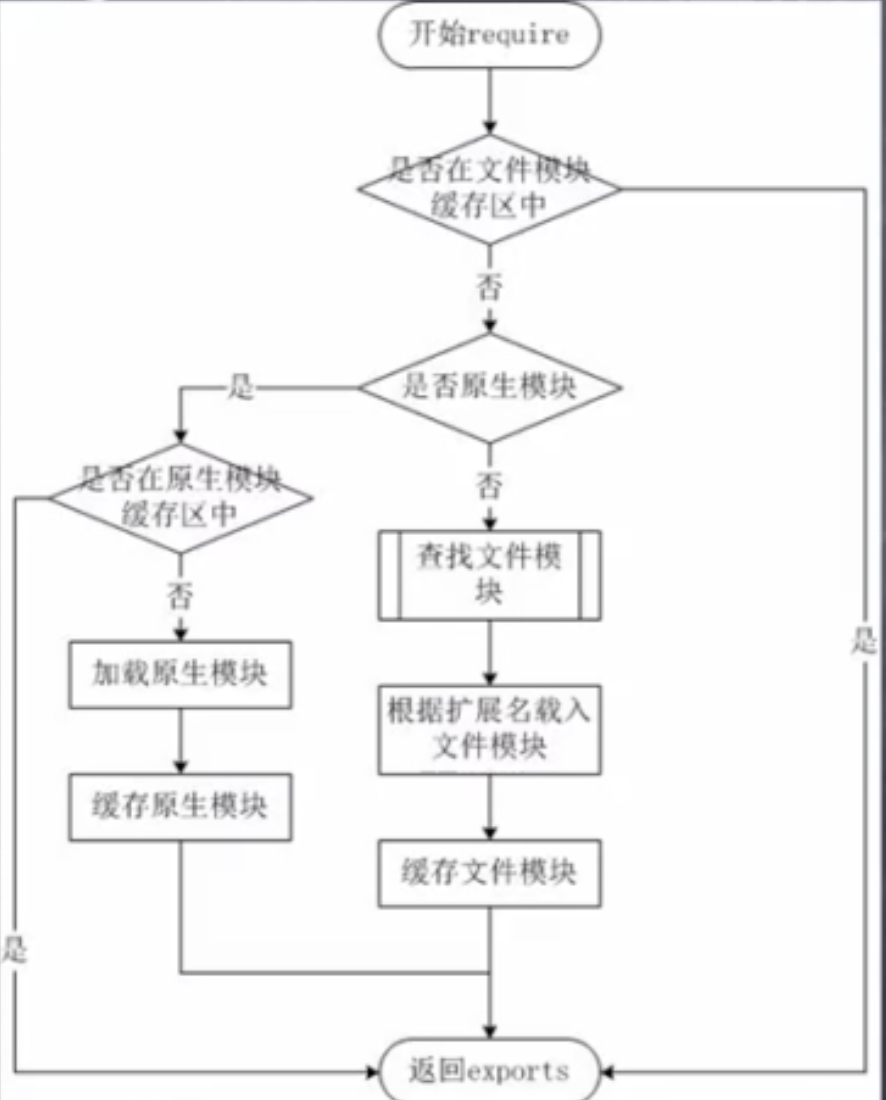 开始require
是否在文件模块
缓存区中
否
是否原生模块
是
否
是否在原生模块
缓存区中
否
查找文件模
块
是
加载原生模块
根据扩展名载入
文件模块
缓存原生模块
缓存文件模块
是
返回exports